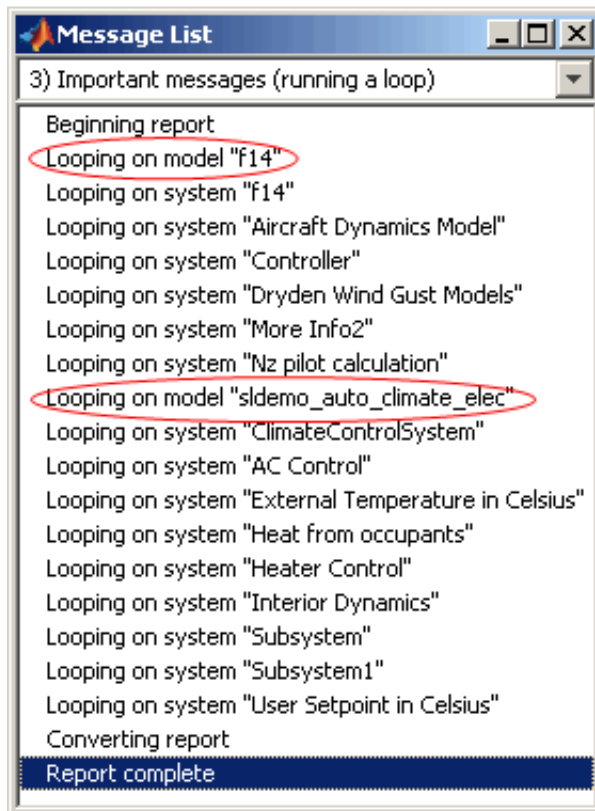 Message List
3) Important messages (running a loop)
Beginning report
Looping on model "f14"
Looping on system "f14"
Looping on system "Aircraft Dynamics Model"
Looping on system "Controller"
Looping on system "Dryden Wind Gust Models"
Looping on system "More Info2"
Looping on system "Nz pilot calculation"
Looping on model "sldemo_auto_climate_elec"
Looping on system "ClimateControlSystem"
Looping on system "AC Control"
Looping on system "External Temperature in Celsius"
Looping on system "Heat from occupants"
Looping on system "Heater Control"
Looping on system "Interior Dynamics"
Looping on system "Subsystem"
Looping on system "Subsystem1"
Looping on system "User Setpoint in Celsius"
Converting report
Report complete